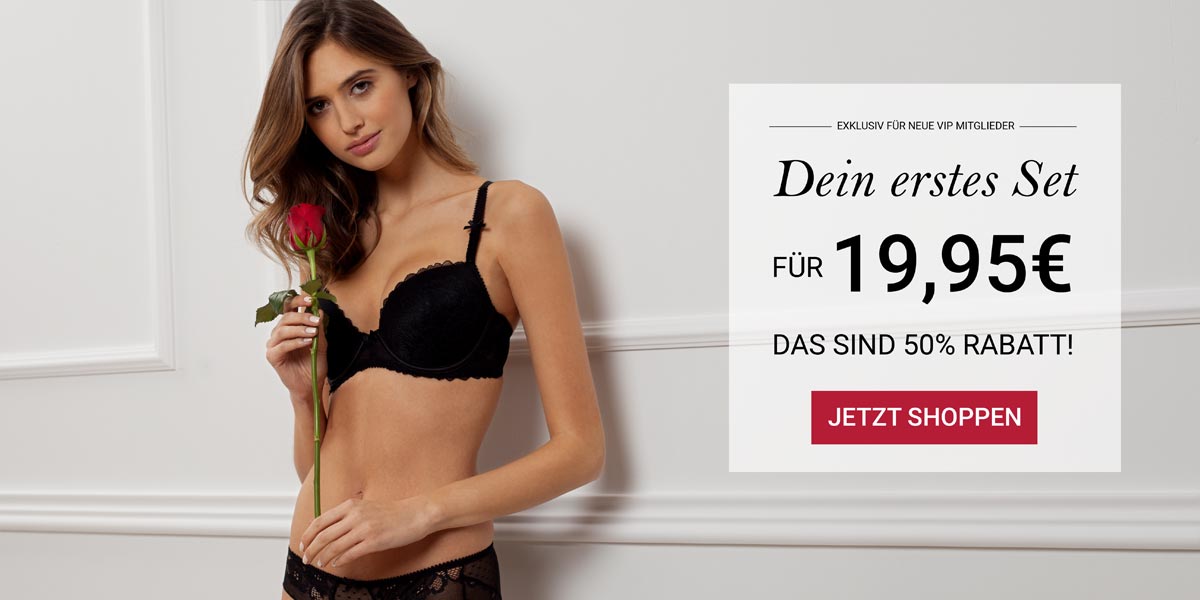 EXKLUSIV FÜR NEUE VIP MITGLIEDER
Dein erstes Set
FÜR 19,95€
DAS SIND 50% RABATT!
JETZT SHOPPEN